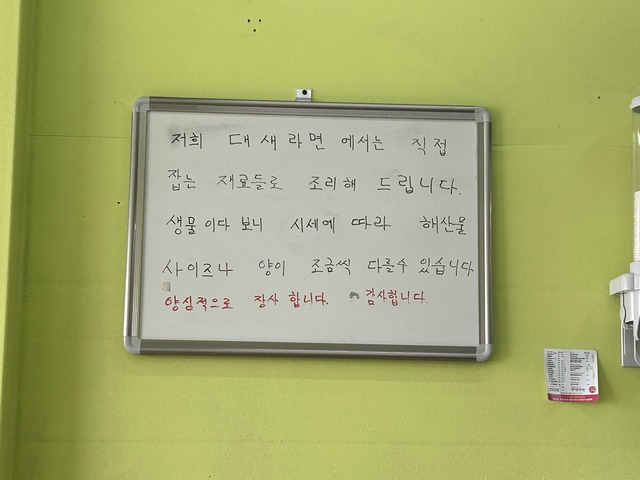 저희 대새라면 에서는 직접
잡는 재료들로 조리해 드립니다.
생물이다 보니 시세에 따라 해산물
사이즈나 양이 조금씩 다를수 있습니다
양심적으로 장사 합니다. 감사합니다.